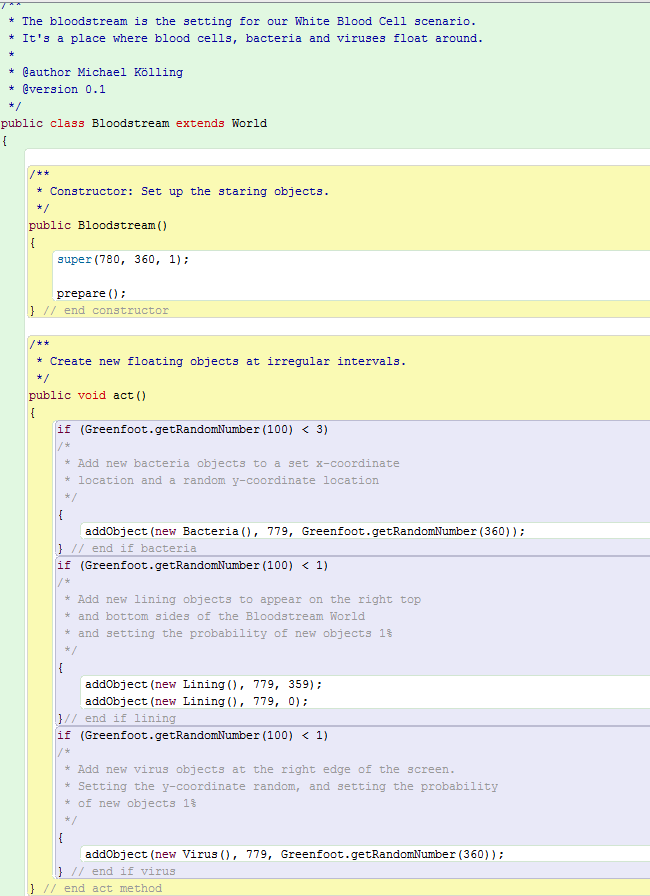 /**
 * The bloodstream is the setting for our White Blood Cell scenario.
 * It's a place where blood cells, bacteria and viruses float around.
 *
 * @author Michael Kölling
 * @version 0.1
 */
public class Bloodstream extends World
{
/**
 * Constructor: Set up the staring objects.
 */
public Bloodstream()
{
super(780, 360, 1);
prepare();
} // end constructor
/**
 * Create new floating objects at irregular intervals.
 */
public void act()
{
if (Greenfoot.getRandomNumber(100) < 3)
/*
 * Add new bacteria objects to a set x-coordinate
 * location and a random y-coordinate location
 */
{
addObject(new Bacteria(), 779, Greenfoot.getRandomNumber(360));
} // end if bacteria
if (Greenfoot.getRandomNumber(100) < 1)
/*
 * Add new lining objects to appear on the right top
 * and bottom sides of the Bloodstream World
 * and setting the probability of new objects 1%
 */
{
addObject(new Lining(), 779, 359);
addObject(new Lining(), 779, 0);
}// end if lining
if (Greenfoot.getRandomNumber(100) < 1)
/*
 * Add new virus objects at the right edge of the screen.
 * Setting the y-coordinate random, and setting the probability
 * of new objects 1%
 */
{
addObject(new Virus(), 779, Greenfoot.getRandomNumber(360));
} // end if virus
} // end act method